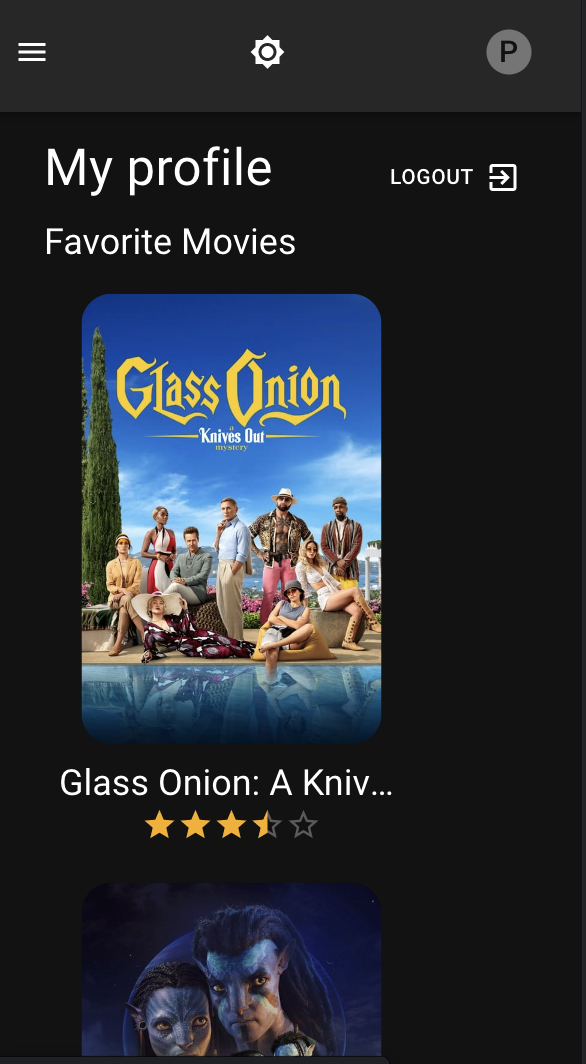 P
My profile
LOGOUT
Favorite Movies
Glass Onion
a
Knives Out
mystery
Glass Onion: A Kniv...